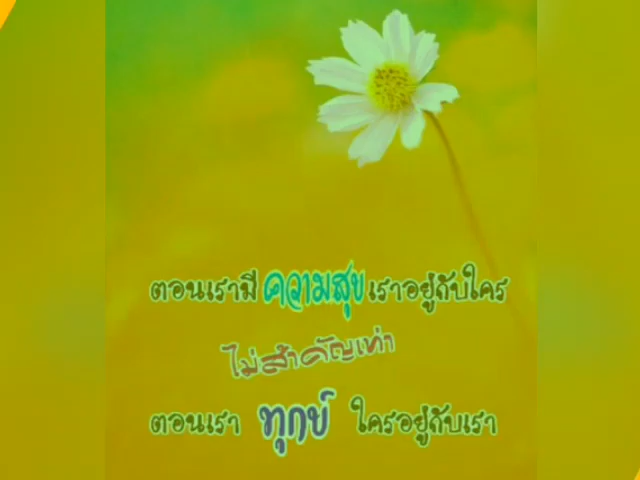 ตอนเรามี ความสุข เราอยู่กับใคร
ไม่สำคัญเท่า
ตอนเรา ทุกข์ ใครอยู่กับเรา